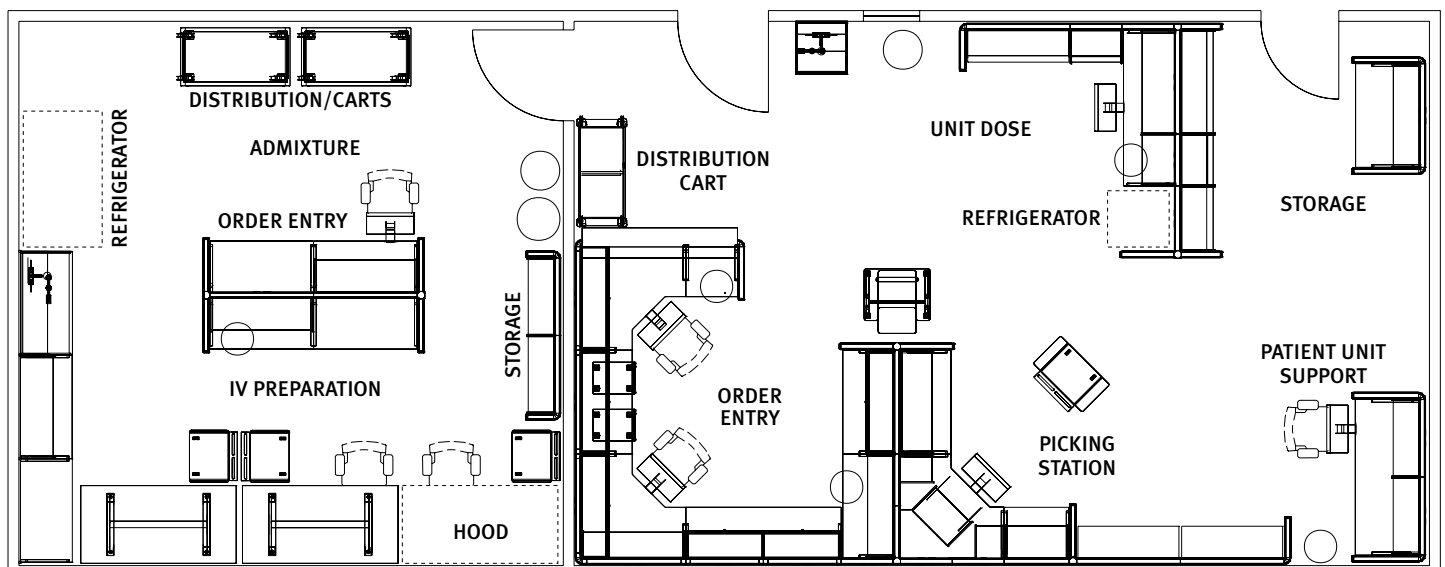 DISTRIBUTION/CARTS
REFRIGERATOR
ADMIXTURE
ORDER ENTRY
STORAGE
IV PREPARATION
HOOD
DISTRIBUTION
CART
UNIT DOSE
REFRIGERATOR
STORAGE
ORDER
ENTRY
PICKING
STATION
PATIENT UNIT
SUPPORT